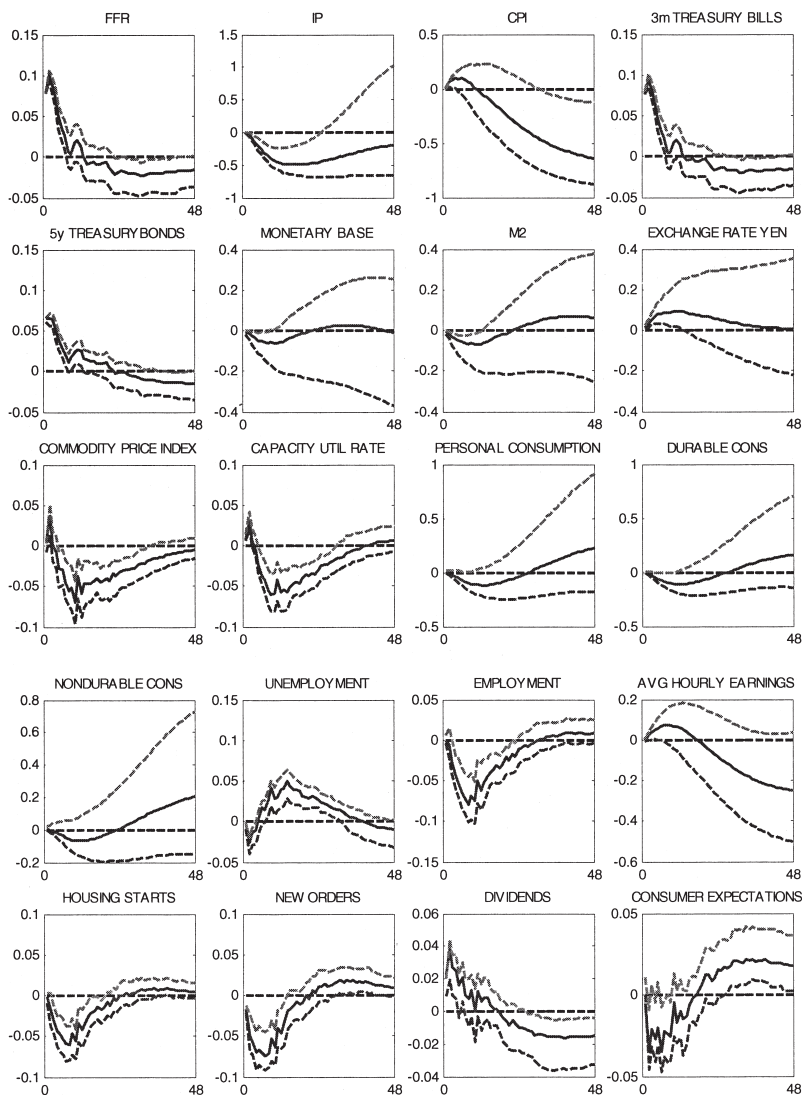 FFR IP CPI 3m TREASURY BILLS
0.15 1.5 0.5 0.15
0.1 1 0.1
0.05 0.5 0 0.05
0 0 -0.5 0
-0.5
-0.05 -1 -1 -0.05
0 48 0 48 0 48 0 48
5y TREASURY BONDS MONETARY BASE M2 EXCHANGE RATE YEN
0.15 0.4 0.4 0.4
0.1 0.2 0.2 0.2
0.05 0 0 0
0 -0.2 -0.2 0.2
-0.05 -0.4 -0.4 0.4
0 48 0 48 0 48 0 48
COMMODITY PRICE INDEX CAPACITY UTIL RATE PERSONAL CONSUMPTION DURABLE CONS
0.1 0.1 1 1
0.05 0.05 0.5 0.5
0 0 0 0
-0.05 -0.05
-0.1 -0.1 -0.5 -0.5
0 48 0 48 0 48 0 48
NONDURABLE CONS UNEMPLOYMENT EMPLOYMENT AVG HOURLY EARNINGS
0.8 0.15 0.05 0.2
0.6 0.1 0 0
0.4 0.05 -0.05 -0.2
0.2 0 -0.1 -0.4
0
-0.2 -0.05 -0.15 -0.6
0 48 0 48 0 48 0 48
HOUSING STARTS NEW ORDERS DIVIDENDS CONSUMER EXPECTATIONS
0.1 0.1 0.06 0.05
0.05 0.05 0.04
0 0 0.02 0
-0.05 -0.05 0
-0.02
-0.1 -0.1 -0.04 0.05
0 48 0 48 0 48 0 48